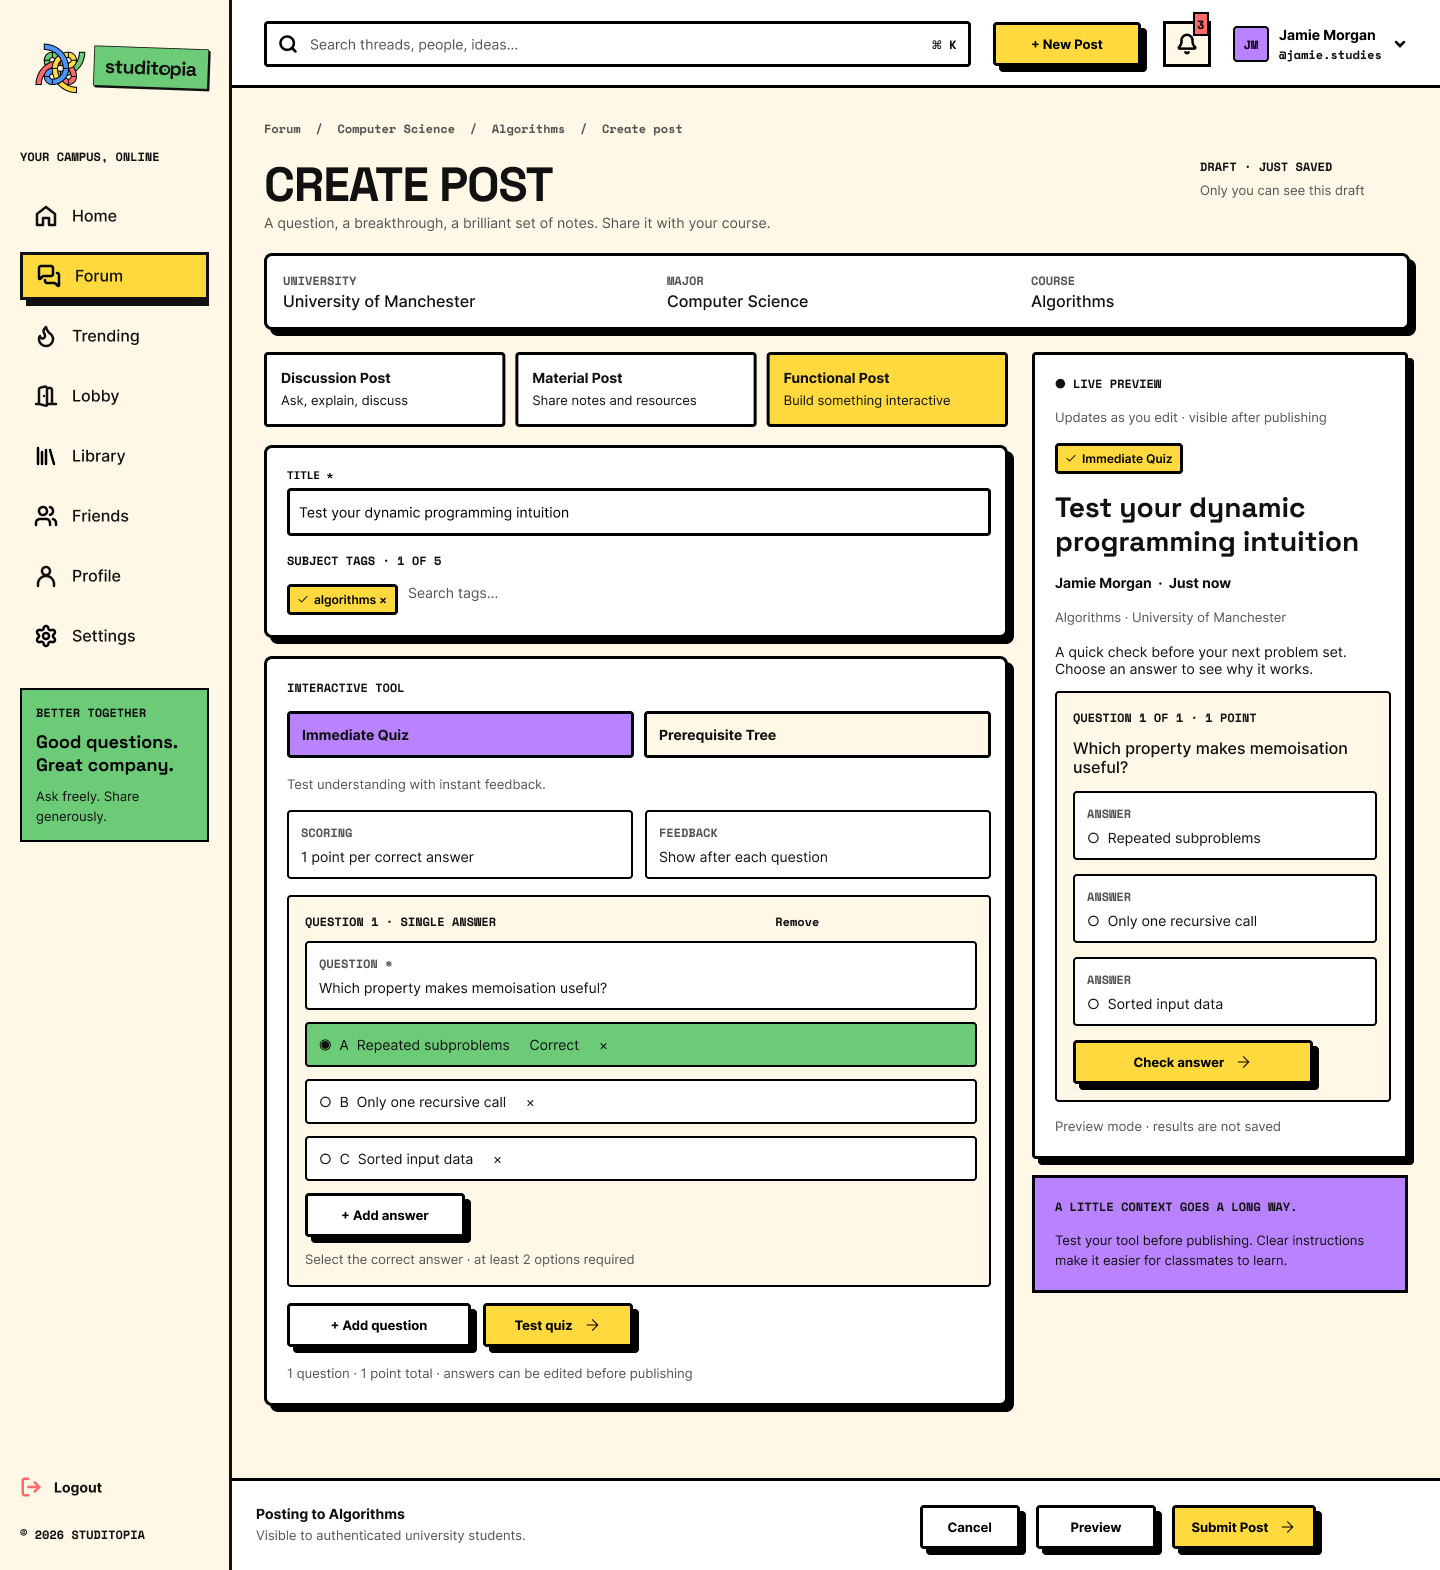 studitopia
YOUR CAMPUS, ONLINE
Home
Forum
Trending
Lobby
Library
Friends
Profile
Settings
BETTER TOGETHER
Good questions.
Great company.
Ask freely. Share
generously.
Logout
© 2026 STUDITOPIA
Search threads, people, ideas...
⌘ K
+ New Post
3
JM
Jamie Morgan
@jamie.studies
Forum / Computer Science / Algorithms / Create post
CREATE POST
A question, a breakthrough, a brilliant set of notes. Share it with your course.
DRAFT · JUST SAVED
Only you can see this draft
UNIVERSITY
University of Manchester
MAJOR
Computer Science
COURSE
Algorithms
Discussion Post
Ask, explain, discuss
Material Post
Share notes and resources
Functional Post
Build something interactive
TITLE *
Test your dynamic programming intuition
SUBJECT TAGS · 1 OF 5
✓ algorithms ×
Search tags...
INTERACTIVE TOOL
Immediate Quiz
Prerequisite Tree
Test understanding with instant feedback.
SCORING
1 point per correct answer
FEEDBACK
Show after each question
QUESTION 1 · SINGLE ANSWER
Remove
QUESTION *
Which property makes memoisation useful?
◉ A Repeated subproblems Correct ×
○ B Only one recursive call ×
○ C Sorted input data ×
+ Add answer
Select the correct answer · at least 2 options required
+ Add question
Test quiz →
1 question · 1 point total · answers can be edited before publishing
● LIVE PREVIEW
Updates as you edit · visible after publishing
✓ Immediate Quiz
Test your dynamic
programming intuition
Jamie Morgan · Just now
Algorithms · University of Manchester
A quick check before your next problem set.
Choose an answer to see why it works.
QUESTION 1 OF 1 · 1 POINT
Which property makes memoisation
useful?
ANSWER
○ Repeated subproblems
ANSWER
○ Only one recursive call
ANSWER
○ Sorted input data
Check answer →
Preview mode · results are not saved
A LITTLE CONTEXT GOES A LONG WAY.
Test your tool before publishing. Clear instructions
make it easier for classmates to learn.
Posting to Algorithms
Visible to authenticated university students.
Cancel
Preview
Submit Post →